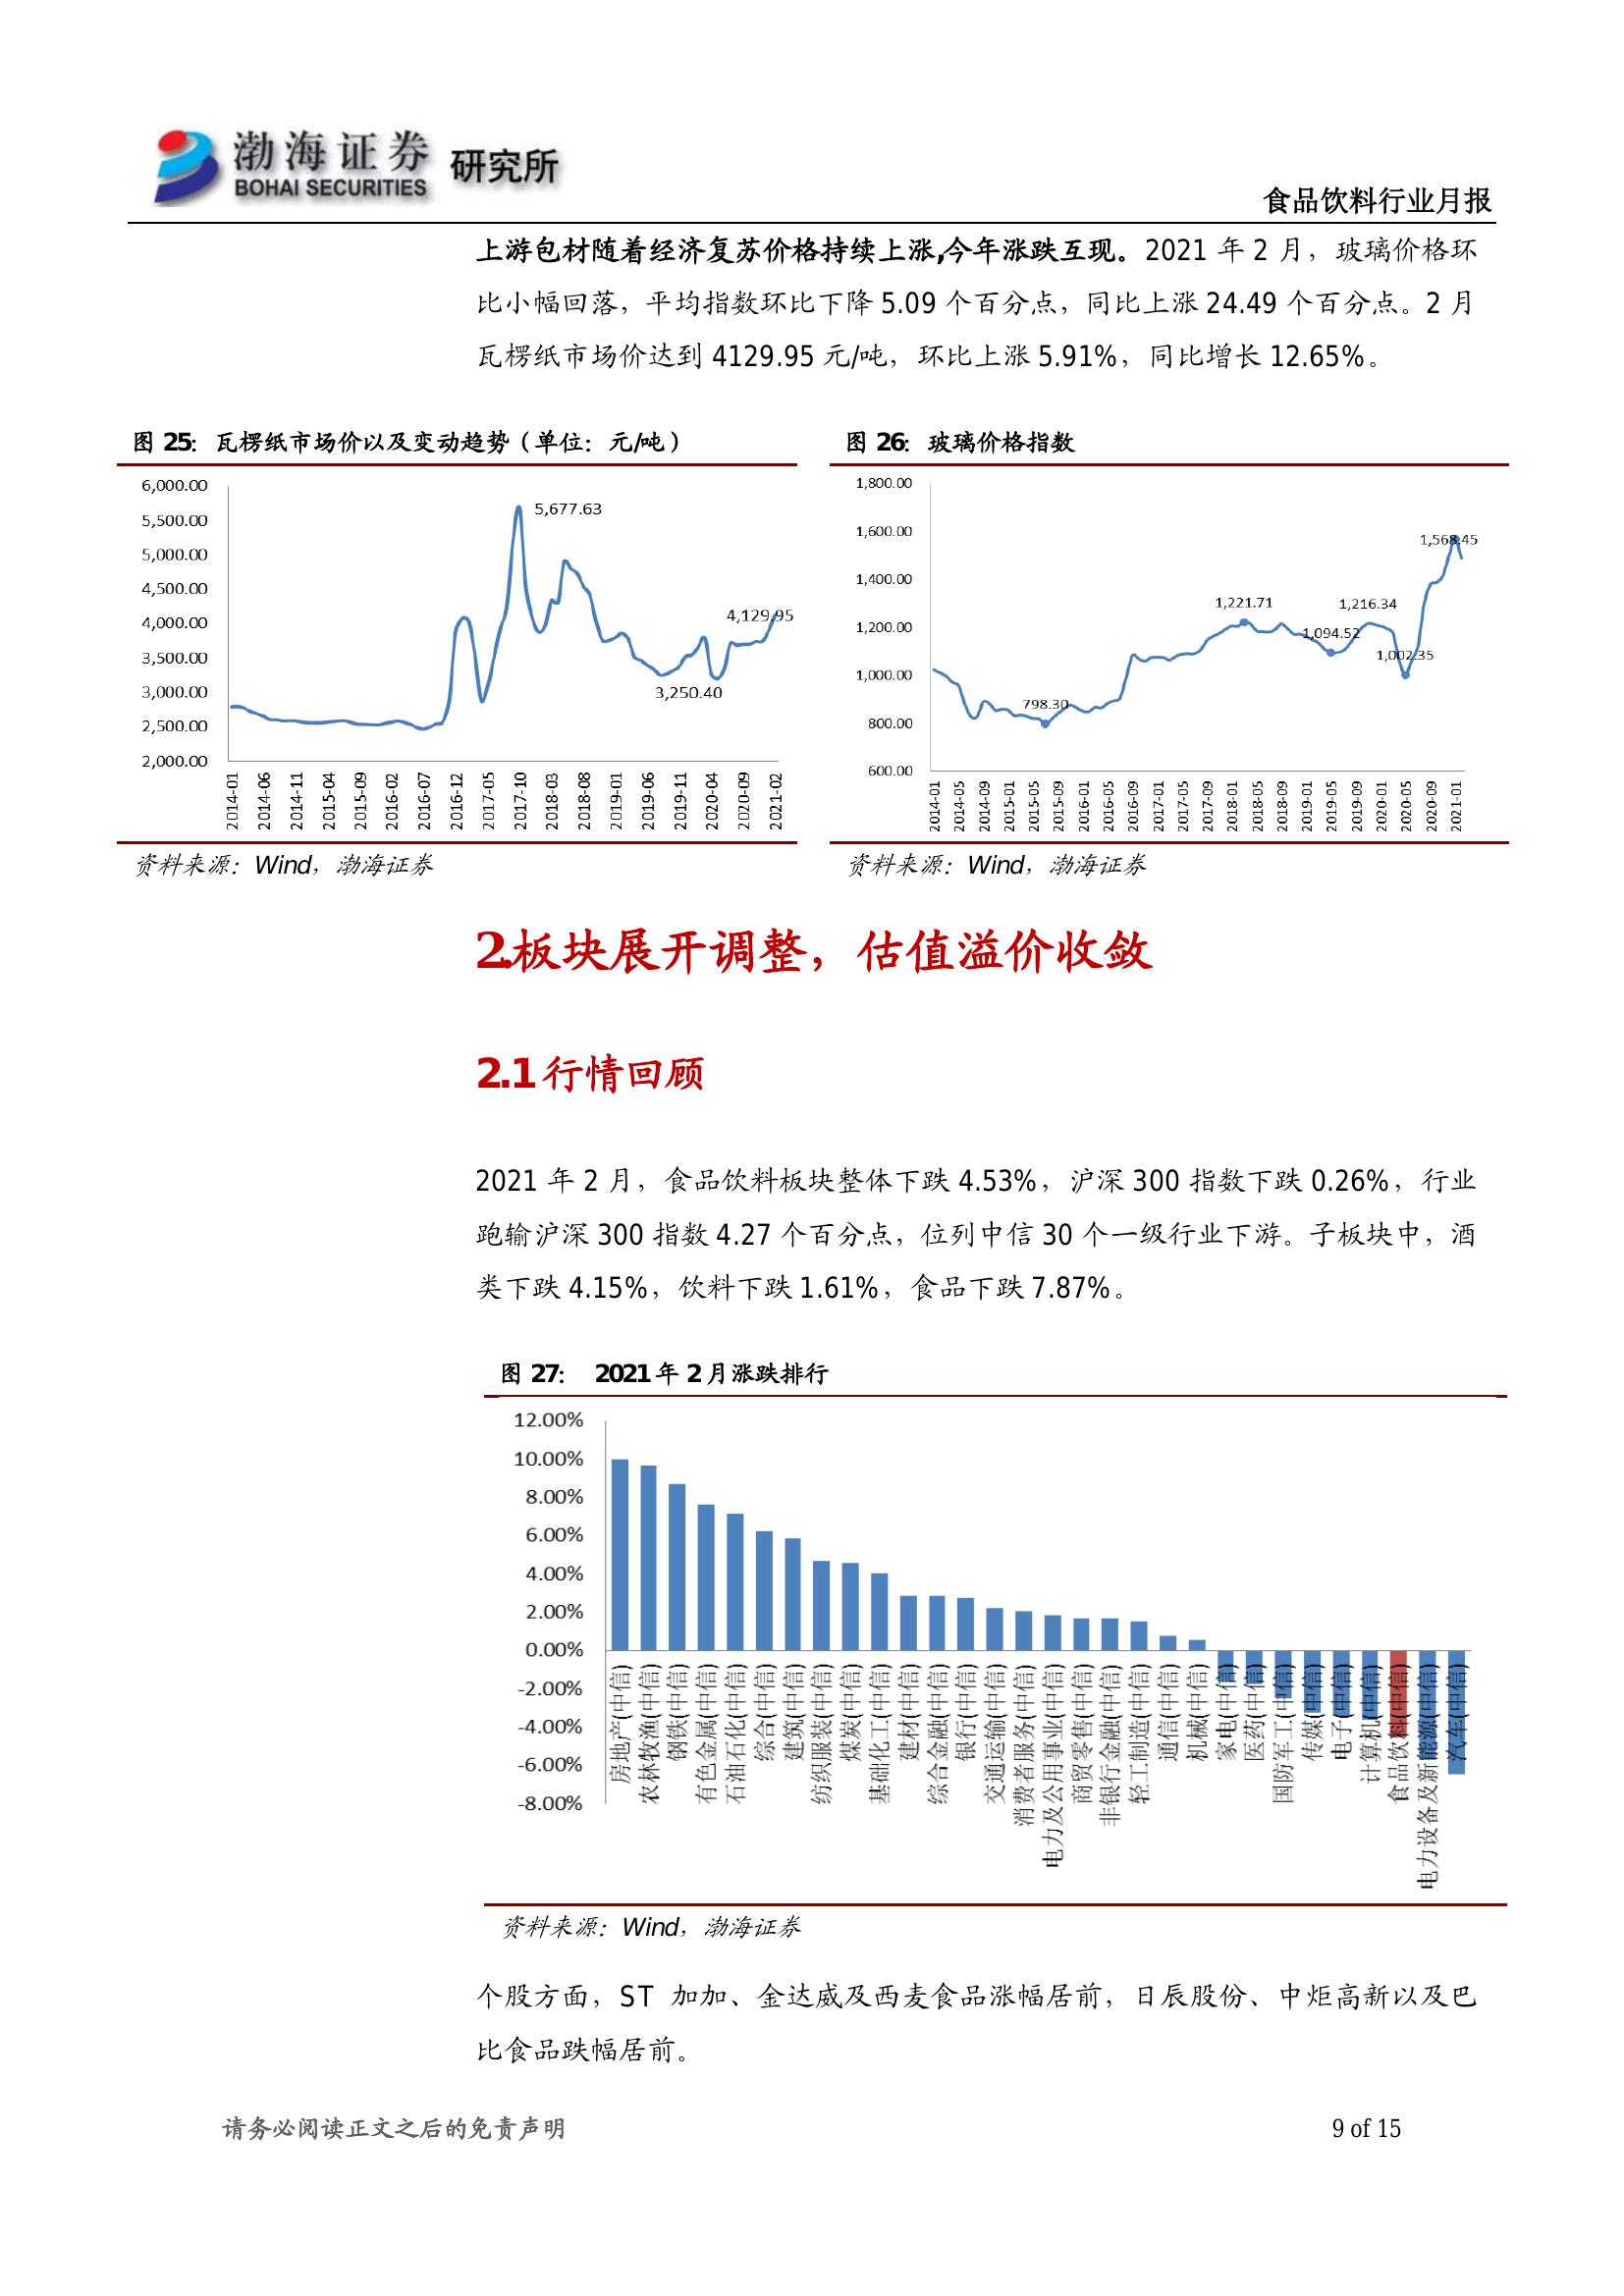 渤海证券 研究所
BOHAI SECURITIES
食品饮料行业月报
上游包材随着经济复苏价格持续上涨,今年涨跌互现。2021 年 2 月，玻璃价格环
比小幅回落，平均指数环比下降 5.09 个百分点，同比上涨 24.49 个百分点。2 月
瓦楞纸市场价达到 4129.95 元/吨，环比上涨 5.91%，同比增长 12.65%。
图 25：瓦楞纸市场价以及变动趋势（单位：元/吨）
6,000.00
5,500.00
5,000.00
4,500.00
4,000.00
3,500.00
3,000.00
2,500.00
2,000.00
5,677.63
4,129.95
3,250.40
2014-01
2014-06
2014-11
2015-04
2015-09
2016-02
2016-07
2016-12
2017-05
2017-10
2018-03
2018-08
2019-01
2019-06
2019-11
2020-04
2020-09
2021-02
资料来源：Wind，渤海证券
图 26：玻璃价格指数
1,800.00
1,600.00
1,400.00
1,200.00
1,000.00
800.00
600.00
1,568.45
1,221.71
1,216.34
1,094.52
1,002.35
798.30
2014-01
2014-05
2014-09
2015-01
2015-05
2015-09
2016-01
2016-05
2016-09
2017-01
2017-05
2017-09
2018-01
2018-05
2018-09
2019-01
2019-05
2019-09
2020-01
2020-05
2020-09
2021-01
资料来源：Wind，渤海证券
2.板块展开调整，估值溢价收敛
2.1 行情回顾
2021 年 2 月，食品饮料板块整体下跌 4.53%，沪深 300 指数下跌 0.26%，行业
跑输沪深 300 指数 4.27 个百分点，位列中信 30 个一级行业下游。子板块中，酒
类下跌 4.15%，饮料下跌 1.61%，食品下跌 7.87%。
图 27： 2021 年 2 月涨跌排行
12.00%
10.00%
8.00%
6.00%
4.00%
2.00%
0.00%
-2.00%
-4.00%
-6.00%
-8.00%
房地产(中信)
农林牧渔(中信)
钢铁(中信)
有色金属(中信)
石油石化(中信)
综合(中信)
建筑(中信)
纺织服装(中信)
煤炭(中信)
基础化工(中信)
建材(中信)
综合金融(中信)
银行(中信)
交通运输(中信)
消费者服务(中信)
电力及公用事业(中信)
商贸零售(中信)
非银行金融(中信)
轻工制造(中信)
通信(中信)
机械(中信)
家电(中信)
医药(中信)
国防军工(中信)
传媒(中信)
电子(中信)
计算机(中信)
食品饮料(中信)
电力设备及新能源(中信)
汽车(中信)
资料来源：Wind，渤海证券
个股方面，ST 加加、金达威及西麦食品涨幅居前，日辰股份、中炬高新以及巴
比食品跌幅居前。
请务必阅读正文之后的免责声明
9 of 15